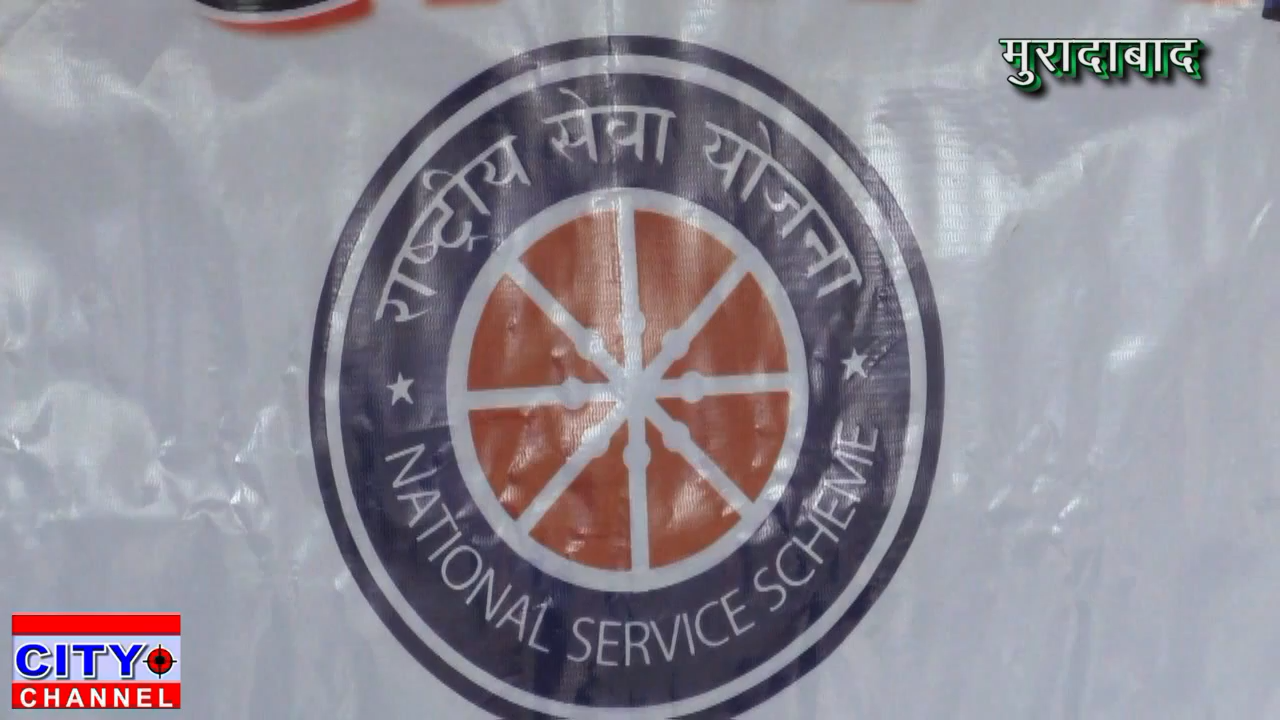 मुरादाबाद
राष्ट्रीय सेवा योजना
NATIONAL SERVICE SCHEME
CITY
CHANNEL